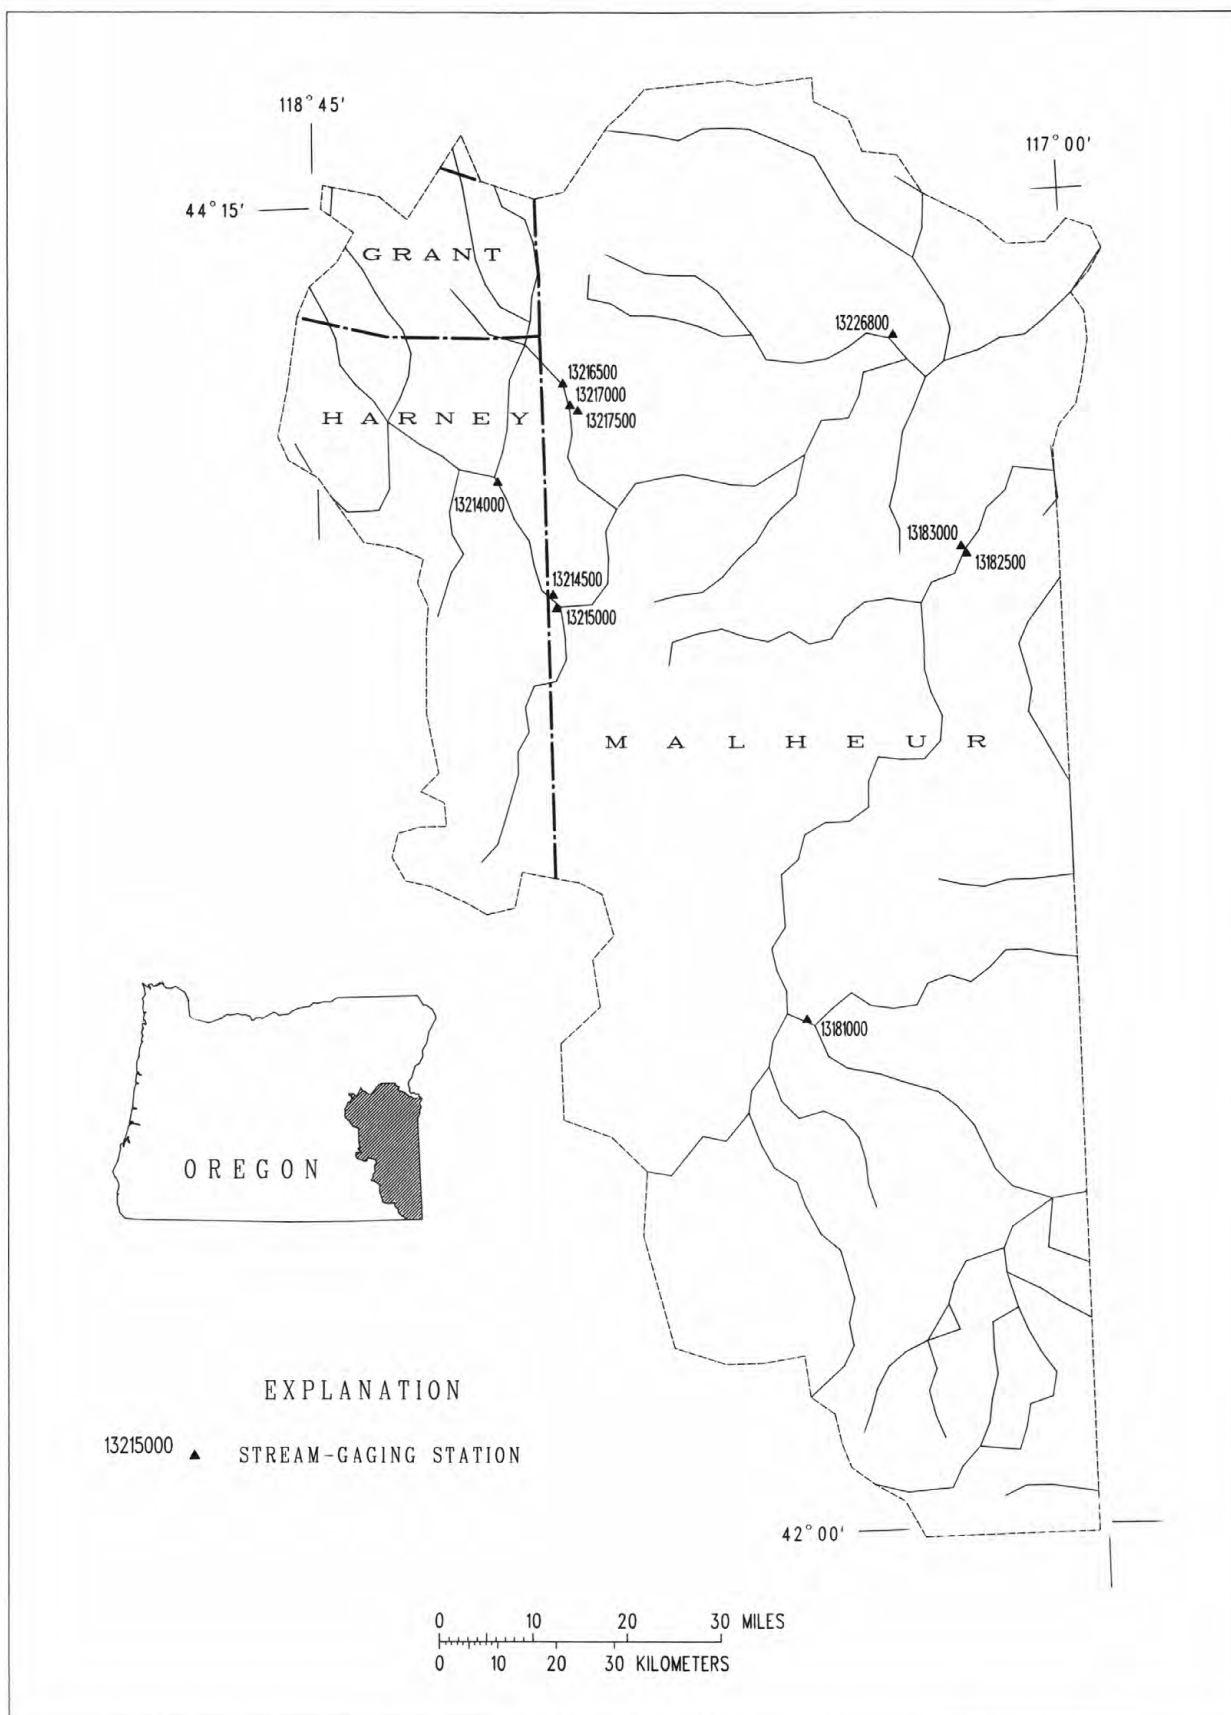 118°45'
117°00'
44°15'
GRANT
13226800
13216500
13217000
13217500
HARNEY
13214000
13183000
13182500
13214500
13215000
MALHEUR
13181000
OREGON
EXPLANATION
13215000 STREAM-GAGING STATION
42°00'
0 10 20 30 MILES
0 10 20 30 KILOMETERS